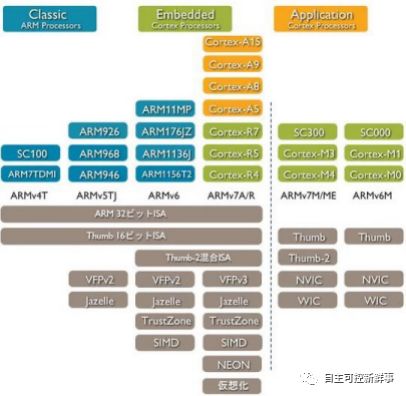 Classic
ARM Processors
Embedded
Cortex Processors
Application
Cortex Processors
Cortex-A15
Cortex-A9
Cortex-A8
ARM11MP
Cortex-A5
ARM926
ARM176JZ
Cortex-R7
SC300
SC000
SC100
ARM968
ARM1136J
Cortex-R5
Cortex-M3
Cortex-M1
ARM7TDMI
ARM946
ARM1156T2
Cortex-R4
Cortex-M4
Cortex-M0
ARMv4T
ARMv5TJ
ARMv6
ARMv7A/R
ARMv7M/ME
ARMv6M
ARM 32ビットISA
Thumb 16ビットISA
Thumb
Thumb
Thumb-2混合ISA
Thumb-2
VFPv2
VFPv2
VFPv3
NVIC
NVIC
Jazelle
Jazelle
Jazelle
WIC
WIC
TrustZone
TrustZone
SIMD
SIMD
NEON
仮想化
自主可控新鲜事